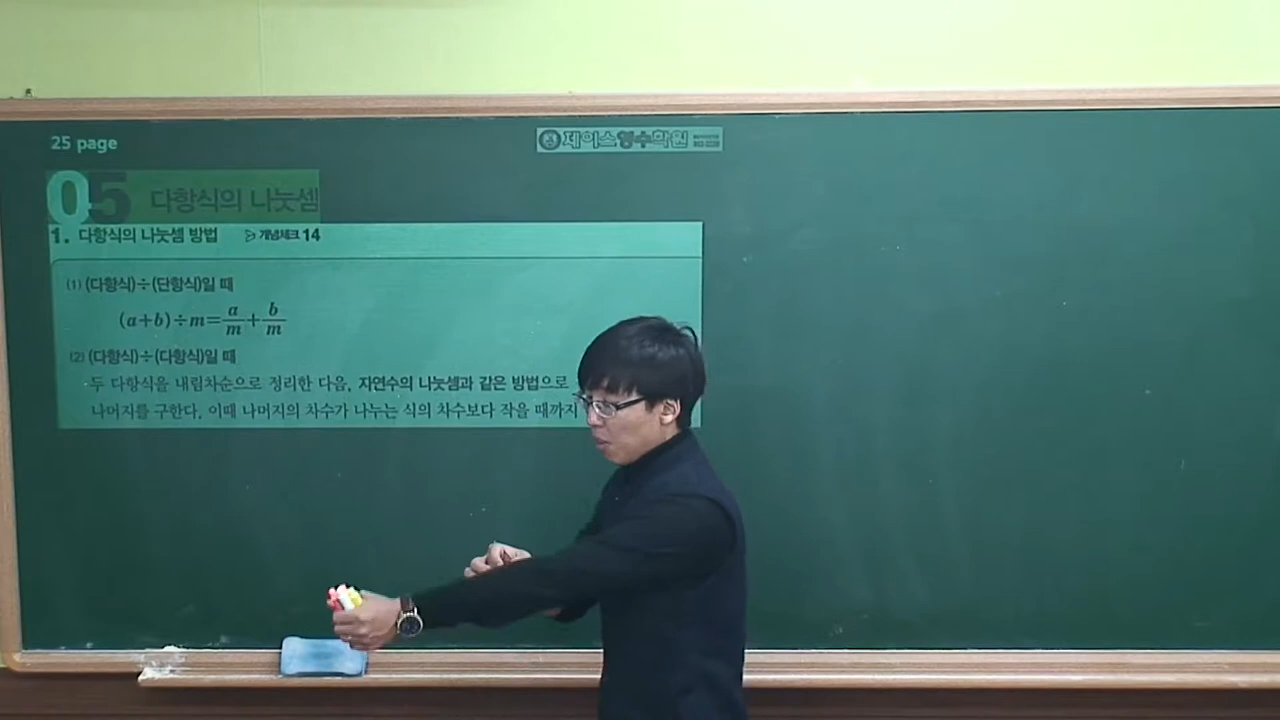 25 page
제이스영수학원
05 다항식의 나눗셈
1. 다항식의 나눗셈 방법 개념체크 14
(1) (다항식)÷(단항식)일 때
(a+b)÷m=a/m+b/m
(2) (다항식)÷(다항식)일 때
두 다항식을 내림차순으로 정리한 다음, 자연수의 나눗셈과 같은 방법으로
나머지를 구한다. 이때 나머지의 차수가 나누는 식의 차수보다 작을 때까지